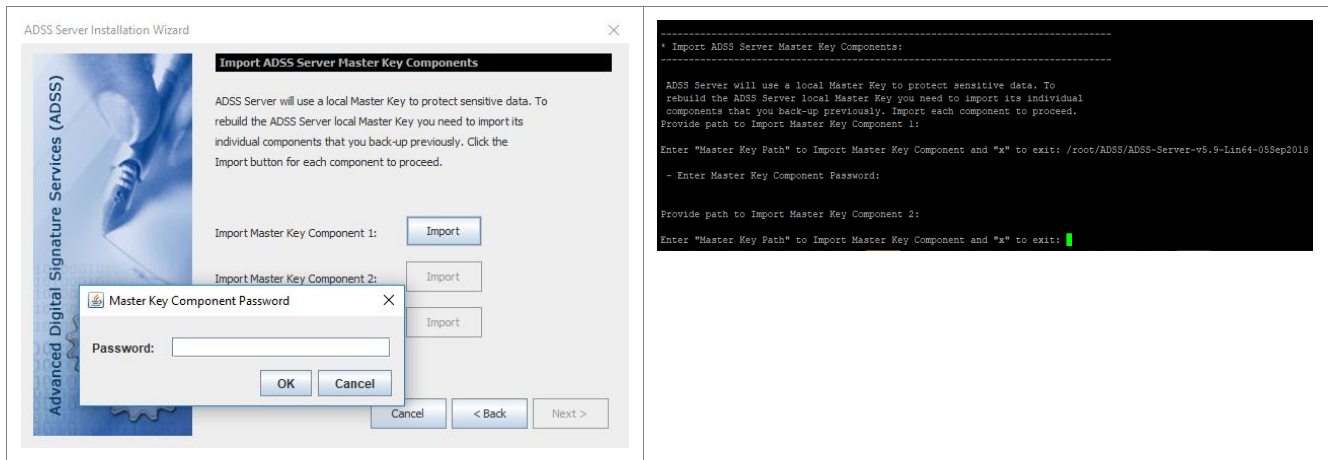 ADSS Server Installation Wizard
Advanced Digital Signature Services (ADSS)
Import ADSS Server Master Key Components
ADSS Server will use a local Master Key to protect sensitive data. To
rebuild the ADSS Server local Master Key you need to import its
individual components that you back-up previously. Click the
Import button for each component to proceed.
Import Master Key Component 1:
Import
Import Master Key Component 2:
Import
Import
Master Key Component Password
Password:
OK
Cancel
Cancel
< Back
Next >
--------------------------------------------------------------------------------
* Import ADSS Server Master Key Components:
--------------------------------------------------------------------------------
ADSS Server will use a local Master Key to protect sensitive data. To
rebuild the ADSS Server local Master Key you need to import its individual
components that you back-up previously. Import each component to proceed.
Provide path to Import Master Key Component 1:
Enter "Master Key Path" to Import Master Key Component and "x" to exit: /root/ADSS/ADSS-Server-v5.9-Lin64-05Sep2018
- Enter Master Key Component Password:
Provide path to Import Master Key Component 2:
Enter "Master Key Path" to Import Master Key Component and "x" to exit: